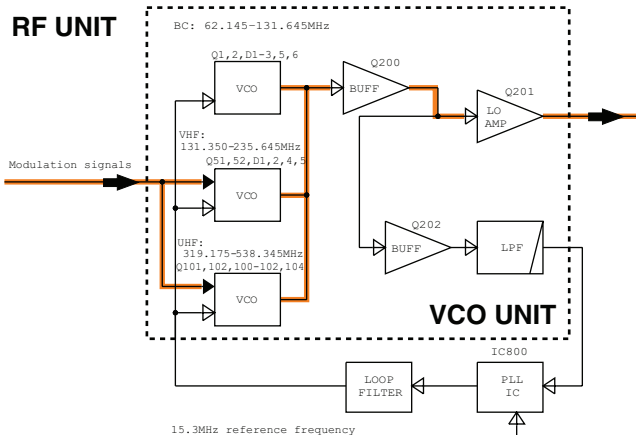 RF UNIT
BC: 62.145-131.645MHz
Q1,2,D1-3,5,6
VCO
Q200
BUFF
Q201
LO
AMP
VHF:
131.350-235.645MHz
Q51,52,D1,2,4,5
Modulation signals
VCO
UHF:
319.175-538.345MHz
Q101,102,100-102,104
VCO
Q202
BUFF
LPF
VCO UNIT
IC800
LOOP
FILTER
PLL
IC
15.3MHz reference frequency